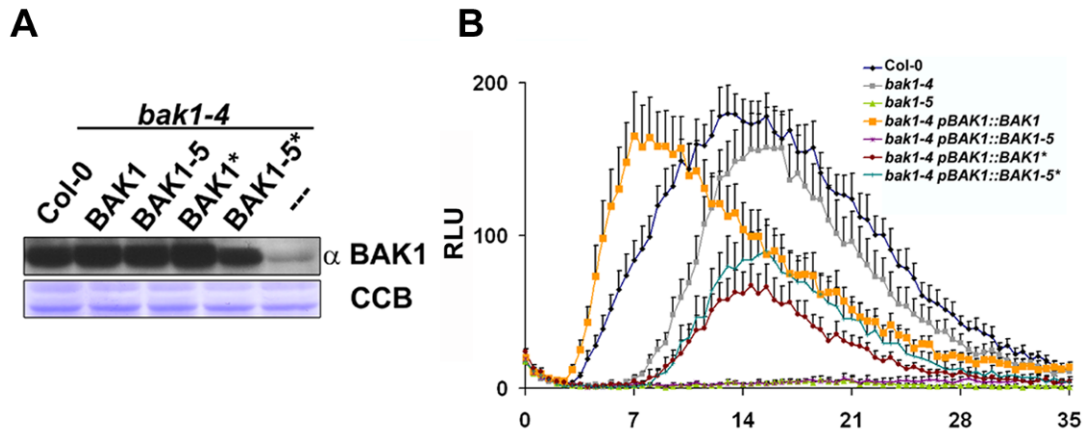 A
bak1-4
Col-0
BAK1
BAK1-5
BAK1*
BAK1-5*
---
α BAK1
CCB
B
200
100
0
RLU
0 7 14 21 28 35
Col-0
bak1-4
bak1-5
bak1-4 pBAK1::BAK1
bak1-4 pBAK1::BAK1-5
bak1-4 pBAK1::BAK1*
bak1-4 pBAK1::BAK1-5*